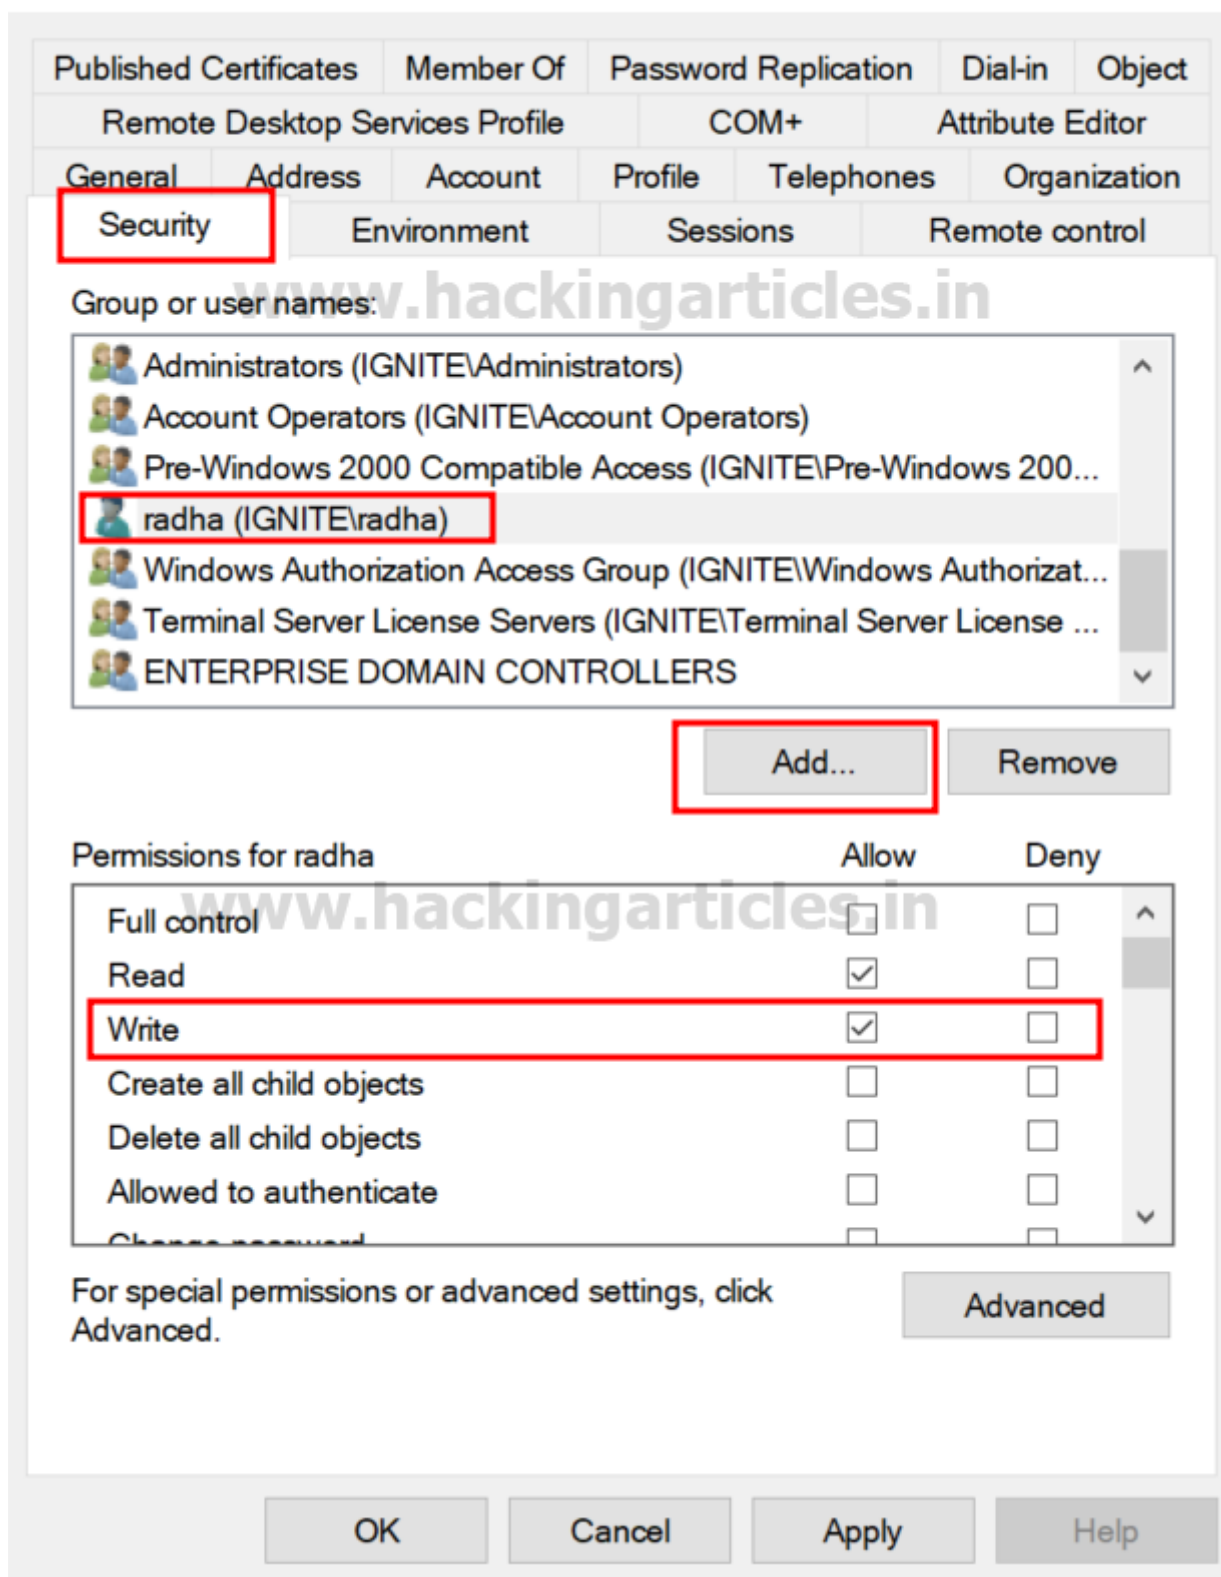 Published Certificates Member Of Password Replication Dial-in Object
Remote Desktop Services Profile COM+ Attribute Editor
General Address Account Profile Telephones Organization
Security Environment Sessions Remote control
www.hackingarticles.in
Group or user names:
Administrators (IGNITE\Administrators)
Account Operators (IGNITE\Account Operators)
Pre-Windows 2000 Compatible Access (IGNITE\Pre-Windows 200...
radha (IGNITE\radha)
Windows Authorization Access Group (IGNITE\Windows Authorizat...
Terminal Server License Servers (IGNITE\Terminal Server License ...
ENTERPRISE DOMAIN CONTROLLERS
Add... Remove
Permissions for radha Allow Deny
www.hackingarticles.in
Full control
Read
Write
Create all child objects
Delete all child objects
Allowed to authenticate
Change password
For special permissions or advanced settings, click
Advanced.
Advanced
OK Cancel Apply Help